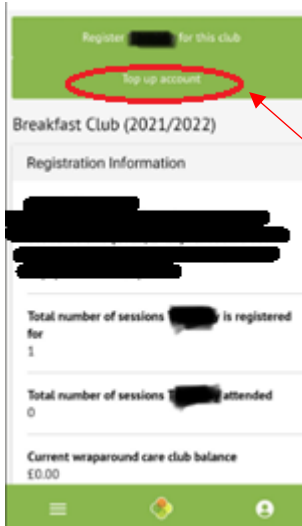 Register for this club
Top up account
Breakfast Club (2021/2022)
Registration Information
Total number of sessions is registered
for
1
Total number of sessions attended
0
Current wraparound care club balance
£0.00